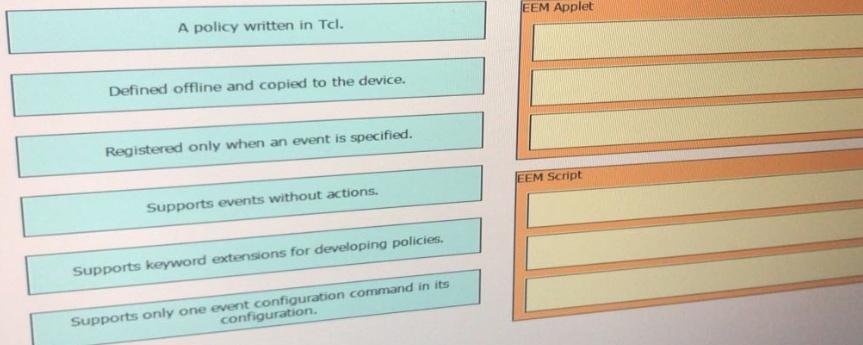 A policy written in Tcl.
Defined offline and copied to the device.
Registered only when an event is specified.
Supports events without actions.
Supports keyword extensions for developing policies.
Supports only one event configuration command in its
configuration.
EEM Applet
EEM Script